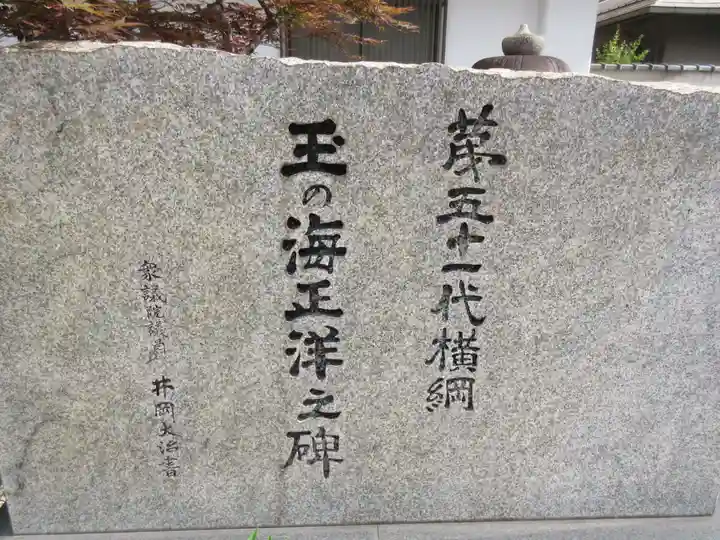 第五十一代横綱
玉の海正洋之碑
衆議院議員 井岡大治書